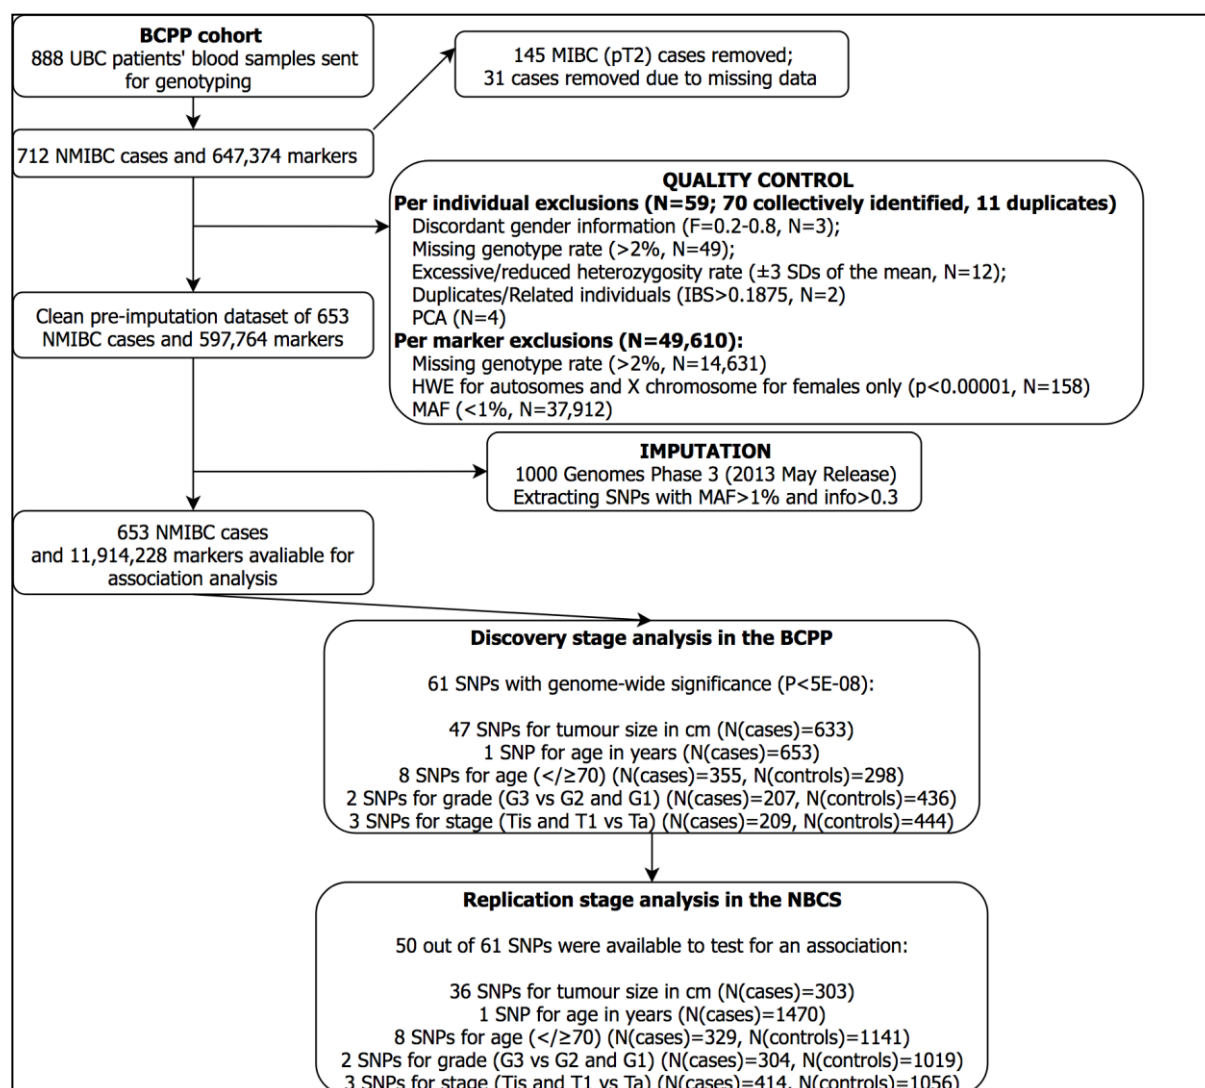 BCPP cohort
888 UBC patients' blood samples sent
for genotyping
145 MIBC (pT2) cases removed;
31 cases removed due to missing data
712 NMIBC cases and 647,374 markers
QUALITY CONTROL
Per individual exclusions (N=59; 70 collectively identified, 11 duplicates)
Discordant gender information (F=0.2-0.8, N=3);
Missing genotype rate (>2%, N=49);
Excessive/reduced heterozygosity rate (±3 SDs of the mean, N=12);
Duplicates/Related individuals (IBS>0.1875, N=2)
PCA (N=4)
Per marker exclusions (N=49,610):
Missing genotype rate (>2%, N=14,631)
HWE for autosomes and X chromosome for females only (p<0.00001, N=158)
MAF (<1%, N=37,912)
Clean pre-imputation dataset of 653
NMIBC cases and 597,764 markers
IMPUTATION
1000 Genomes Phase 3 (2013 May Release)
Extracting SNPs with MAF>1% and info>0.3
653 NMIBC cases
and 11,914,228 markers avaliable for
association analysis
Discovery stage analysis in the BCPP
61 SNPs with genome-wide significance (P<5E-08):
47 SNPs for tumour size in cm (N(cases)=633)
1 SNP for age in years (N(cases)=653)
8 SNPs for age (</≥70) (N(cases)=355, N(controls)=298)
2 SNPs for grade (G3 vs G2 and G1) (N(cases)=207, N(controls)=436)
3 SNPs for stage (Tis and T1 vs Ta) (N(cases)=209, N(controls)=444)
Replication stage analysis in the NBCS
50 out of 61 SNPs were available to test for an association:
36 SNPs for tumour size in cm (N(cases)=303)
1 SNP for age in years (N(cases)=1470)
8 SNPs for age (</≥70) (N(cases)=329, N(controls)=1141)
2 SNPs for grade (G3 vs G2 and G1) (N(cases)=304, N(controls)=1019)
3 SNPs for stage (Tis and T1 vs Ta) (N(cases)=414, N(controls)=1056)